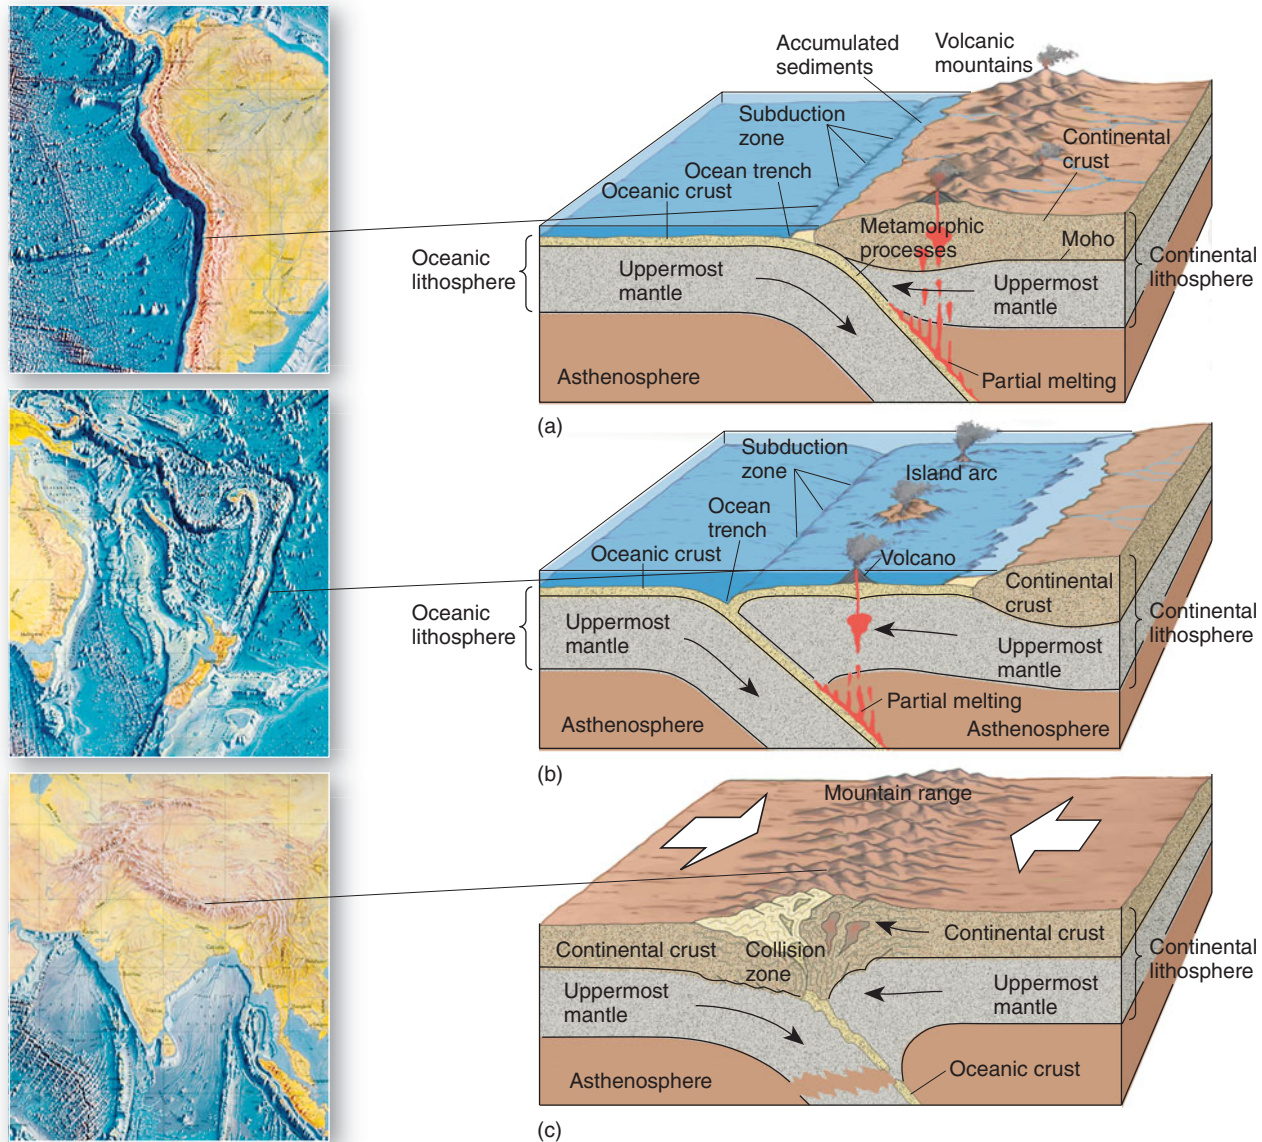 Accumulated
sediments
Volcanic
mountains
Subduction
zone
Continental
crust
Ocean trench
Oceanic crust
Metamorphic
processes
Moho
Oceanic
lithosphere
Continental
lithosphere
Uppermost
mantle
Uppermost
mantle
Asthenosphere
Partial melting
(a)
Subduction
zone
Island arc
Ocean
trench
Oceanic crust
Volcano
Continental
crust
Oceanic
lithosphere
Continental
lithosphere
Uppermost
mantle
Uppermost
mantle
Partial melting
Asthenosphere
Asthenosphere
(b)
Mountain range
Continental crust
Collision
zone
Continental crust
Continental
lithosphere
Uppermost
mantle
Uppermost
mantle
Asthenosphere
Oceanic crust
(c)